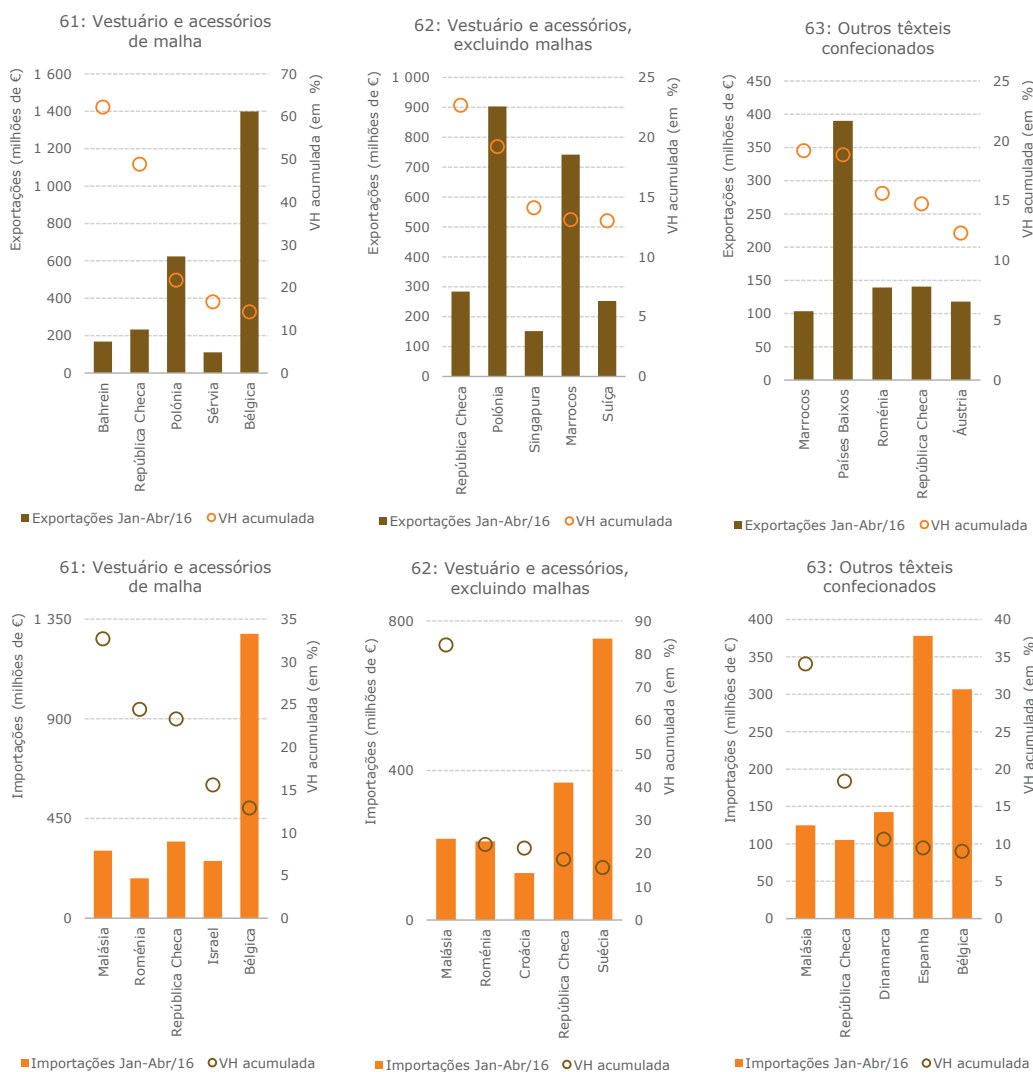 61: Vestuário e acessórios
de malha
Exportações (milhões de €)
1 600
1 400
1 200
1 000
800
600
400
200
0
70
60
50
40
30
20
10
0
VH acumulada (em %)
Bahrein
República Checa
Polónia
Sérvia
Bélgica
Exportações Jan-Abr/16 VH acumulada
62: Vestuário e acessórios,
excluindo malhas
Exportações (milhões de €)
1 000
900
800
700
600
500
400
300
200
100
0
25
20
15
10
5
0
VH acumulada (em %)
República Checa
Polónia
Singapura
Marrocos
Suíça
Exportações Jan-Abr/16 VH acumulada
63: Outros têxteis
confecionados
Exportações (milhões de €)
450
400
350
300
250
200
150
100
50
0
25
20
15
10
5
0
VH acumulada (em %)
Marrocos
Países Baixos
Roménia
República Checa
Áustria
Exportações Jan-Abr/16 VH acumulada
61: Vestuário e acessórios
de malha
Importações (milhões de €)
1 350
900
450
0
35
30
25
20
15
10
5
0
VH acumulada (em %)
Malásia
Roménia
República Checa
Israel
Bélgica
Importações Jan-Abr/16 VH acumulada
62: Vestuário e acessórios,
excluindo malhas
Importações (milhões de €)
800
400
0
90
80
70
60
50
40
30
20
10
0
VH acumulada (em %)
Malásia
Roménia
Croácia
República Checa
Suécia
Importações Jan-Abr/16 VH acumulada
63: Outros têxteis
confecionados
Importações (milhões de €)
400
350
300
250
200
150
100
50
0
40
35
30
25
20
15
10
5
0
VH acumulada (em %)
Malásia
República Checa
Dinamarca
Espanha
Bélgica
Importações Jan-Abr/16 VH acumulada